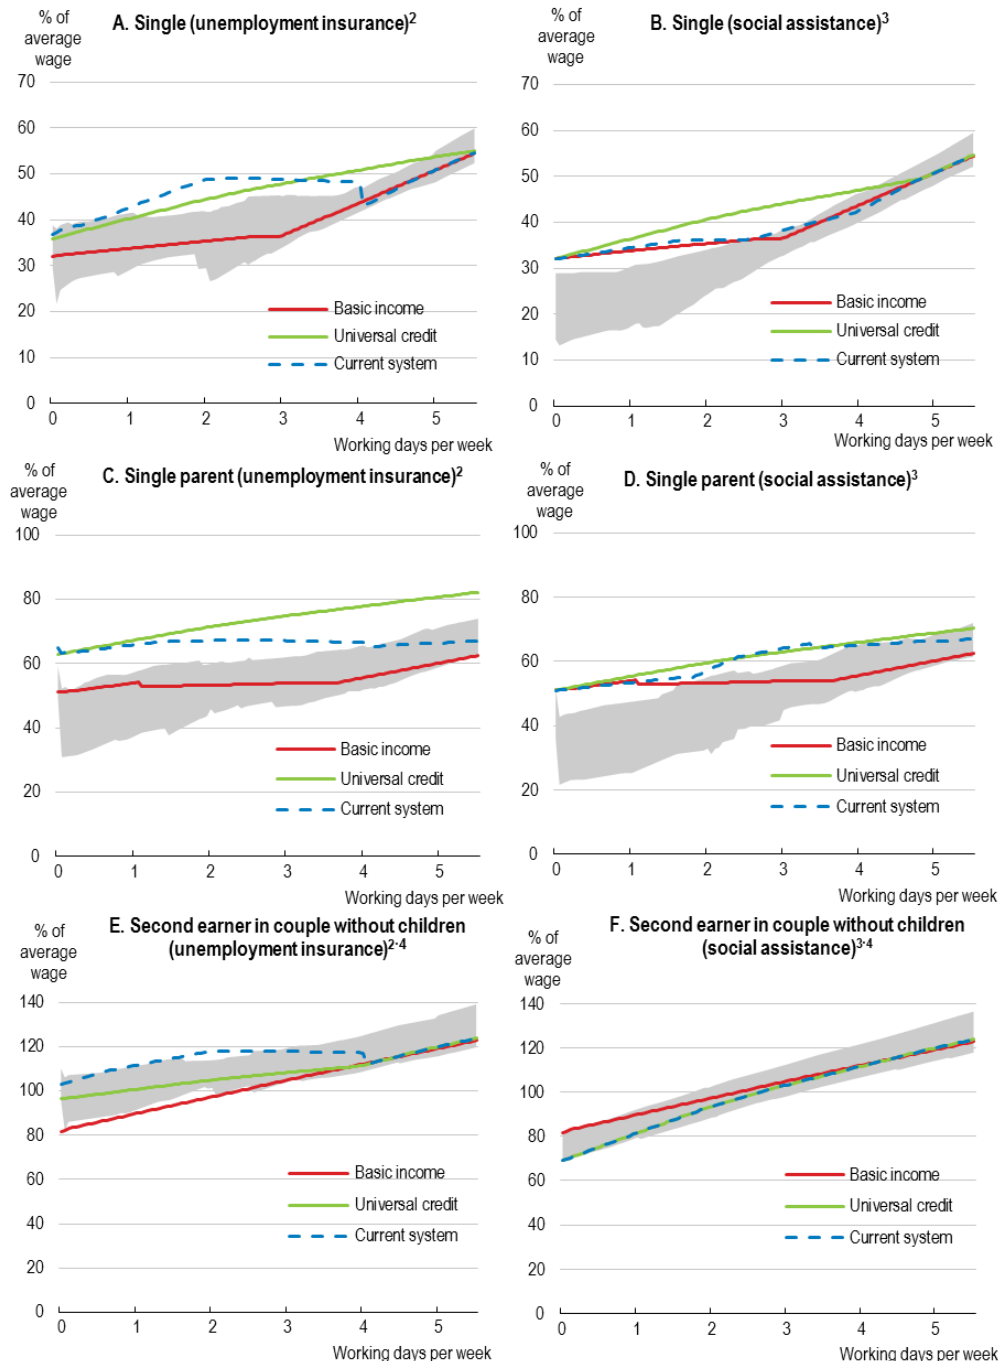 % of
average
wage
A. Single (unemployment insurance)²
70
60
50
40
30
20
10
0
Basic income
Universal credit
Current system
0 1 2 3 4 5
Working days per week
% of
average
wage
B. Single (social assistance)³
70
60
50
40
30
20
10
0
Basic income
Universal credit
Current system
0 1 2 3 4 5
Working days per week
% of
average
wage
C. Single parent (unemployment insurance)²
100
80
60
40
20
0
Basic income
Universal credit
Current system
0 1 2 3 4 5
Working days per week
% of
average
wage
D. Single parent (social assistance)³
100
80
60
40
20
0
Basic income
Universal credit
Current system
0 1 2 3 4 5
Working days per week
% of
average
wage
E. Second earner in couple without children
(unemployment insurance)²·⁴
140
120
100
80
60
40
20
0
Basic income
Universal credit
Current system
0 1 2 3 4 5
Working days per week
% of
average
wage
F. Second earner in couple without children
(social assistance)³·⁴
140
120
100
80
60
40
20
0
Basic income
Universal credit
Current system
0 1 2 3 4 5
Working days per week